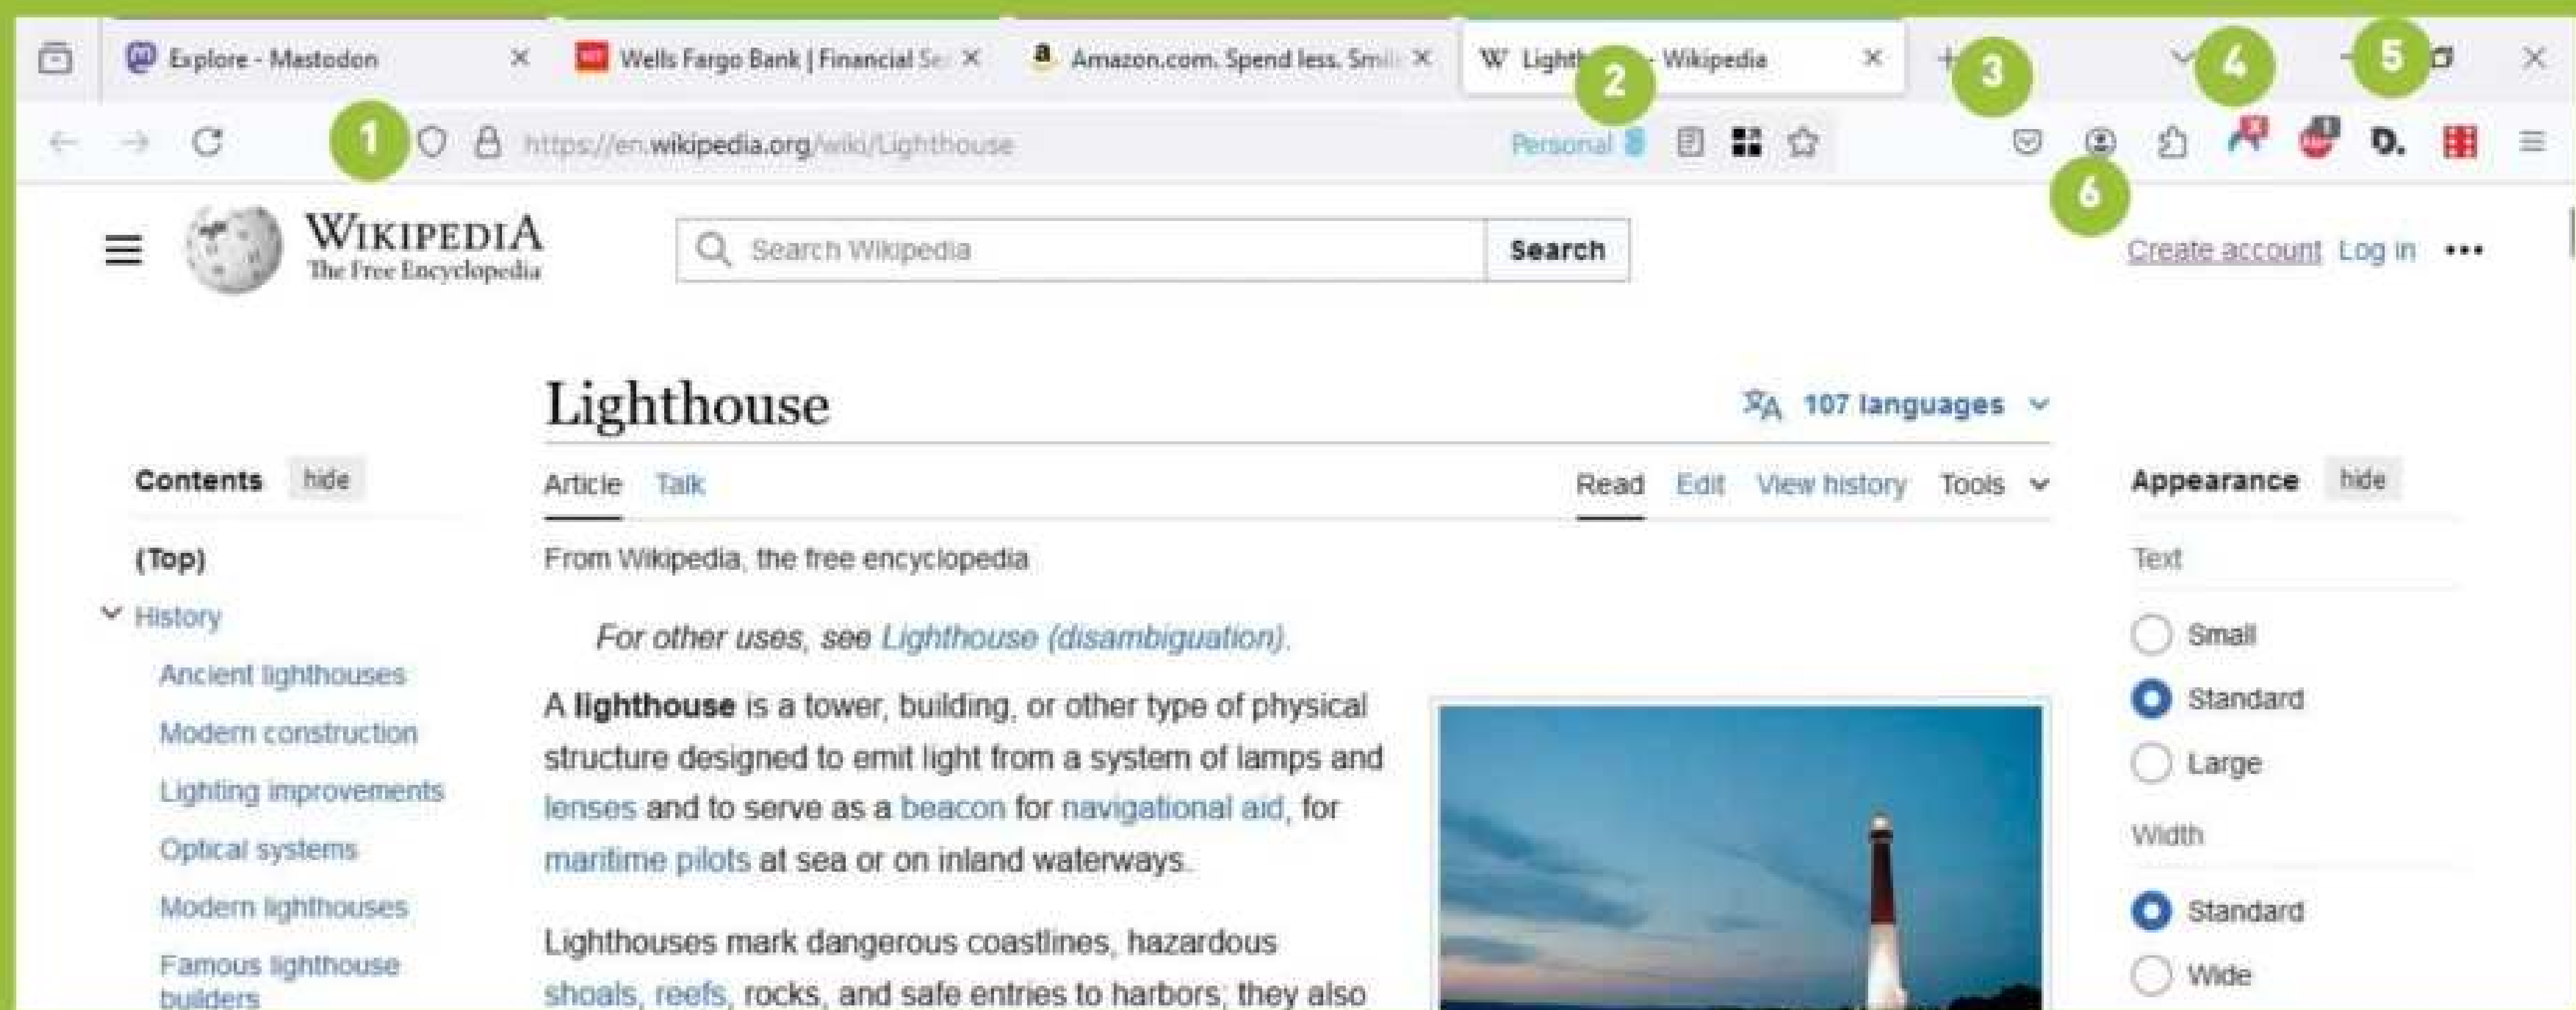 Explore - Mastodon
Wells Fargo Bank | Financial Se
Amazon.com. Spend less. Smil
W Lighth - Wikipedia
1
2
3
4
5
https://en.wikipedia.org/wiki/Lighthouse
Personal
D.
6
WIKIPEDIA
The Free Encyclopedia
Search Wikipedia
Search
Create account Log in
Lighthouse
107 languages
Contents hide
Article Talk
Read Edit View history Tools
Appearance hide
(Top)
From Wikipedia, the free encyclopedia
Text
History
For other uses, see Lighthouse (disambiguation).
Small
Ancient lighthouses
A lighthouse is a tower, building, or other type of physical
Standard
Modern construction
structure designed to emit light from a system of lamps and
Large
Lighting improvements
lenses and to serve as a beacon for navigational aid, for
Width
Optical systems
maritime pilots at sea or on inland waterways.
Modern lighthouses
Standard
Lighthouses mark dangerous coastlines, hazardous
Famous lighthouse
builders
Wide
shoals, reefs, rocks, and safe entries to harbors; they also